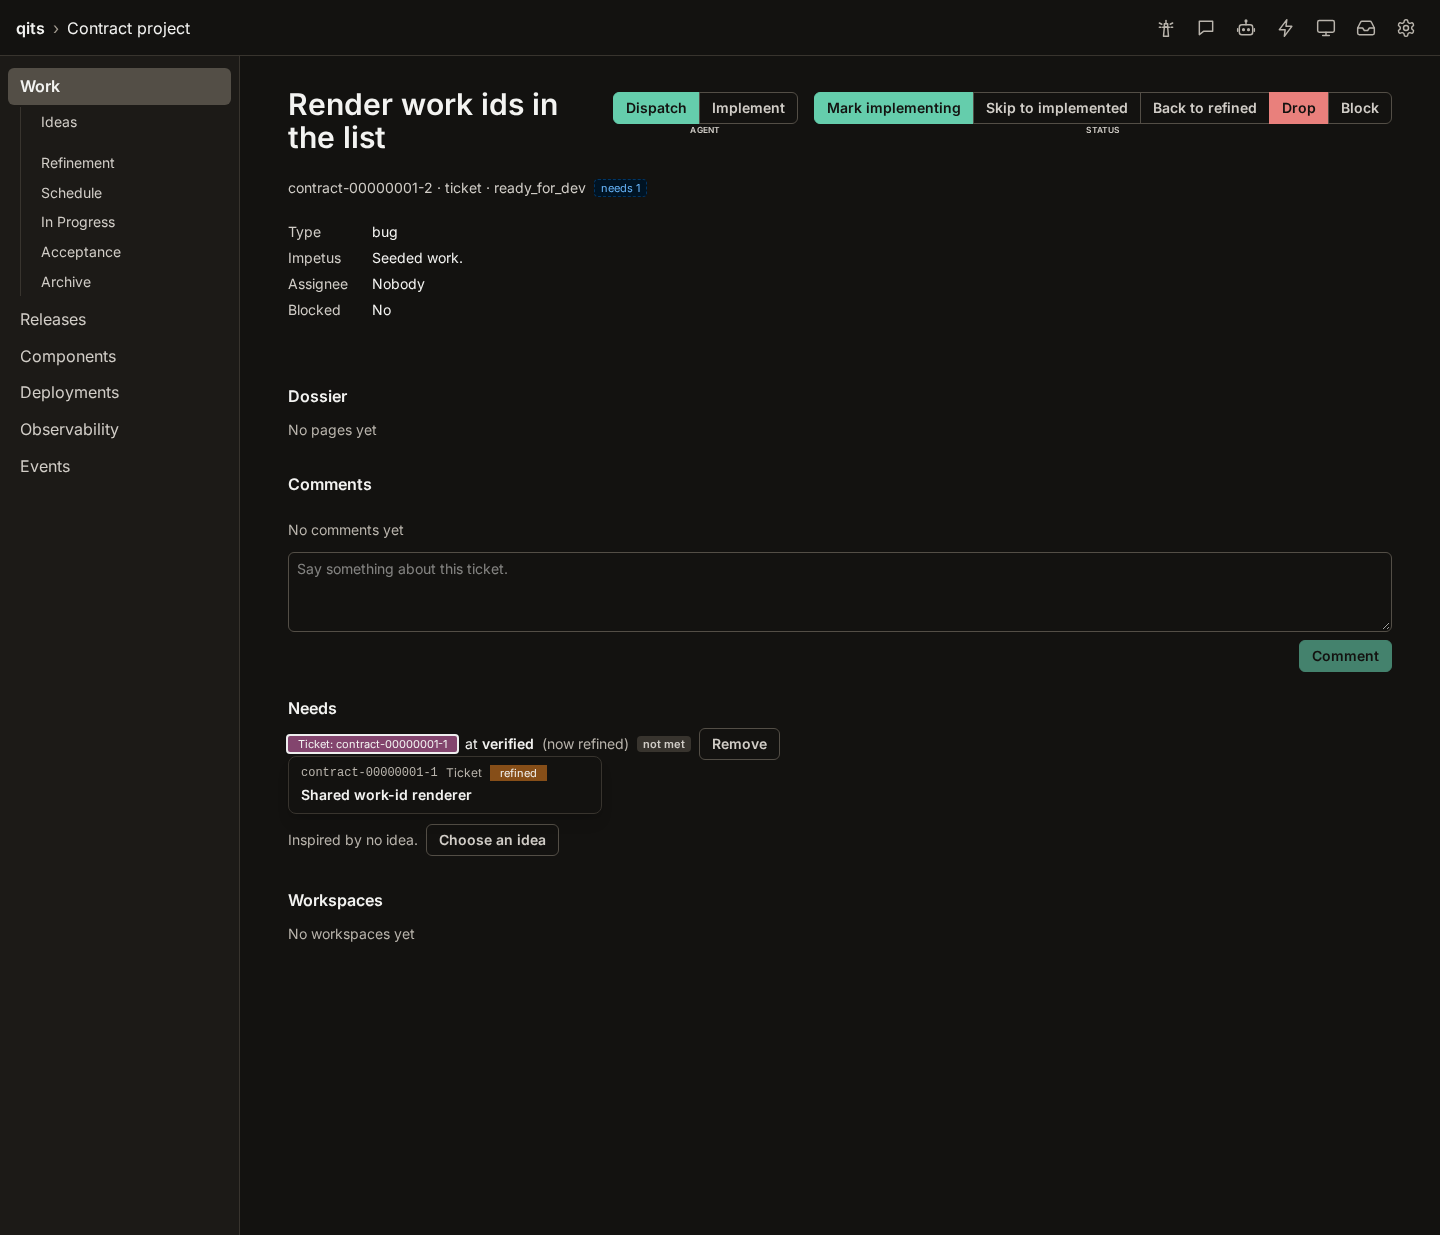 qits › Contract project
Work
Ideas
Refinement
Schedule
In Progress
Acceptance
Archive
Releases
Components
Deployments
Observability
Events
Render work ids in
the list
Dispatch Implement
AGENT
Mark implementing Skip to implemented Back to refined Drop Block
STATUS
contract-00000001-2 · ticket · ready_for_dev needs 1
Type bug
Impetus Seeded work.
Assignee Nobody
Blocked No
Dossier
No pages yet
Comments
No comments yet
Say something about this ticket.
Comment
Needs
Ticket: contract-00000001-1 at verified (now refined) not met Remove
contract-00000001-1 Ticket refined
Shared work-id renderer
Inspired by no idea. Choose an idea
Workspaces
No workspaces yet